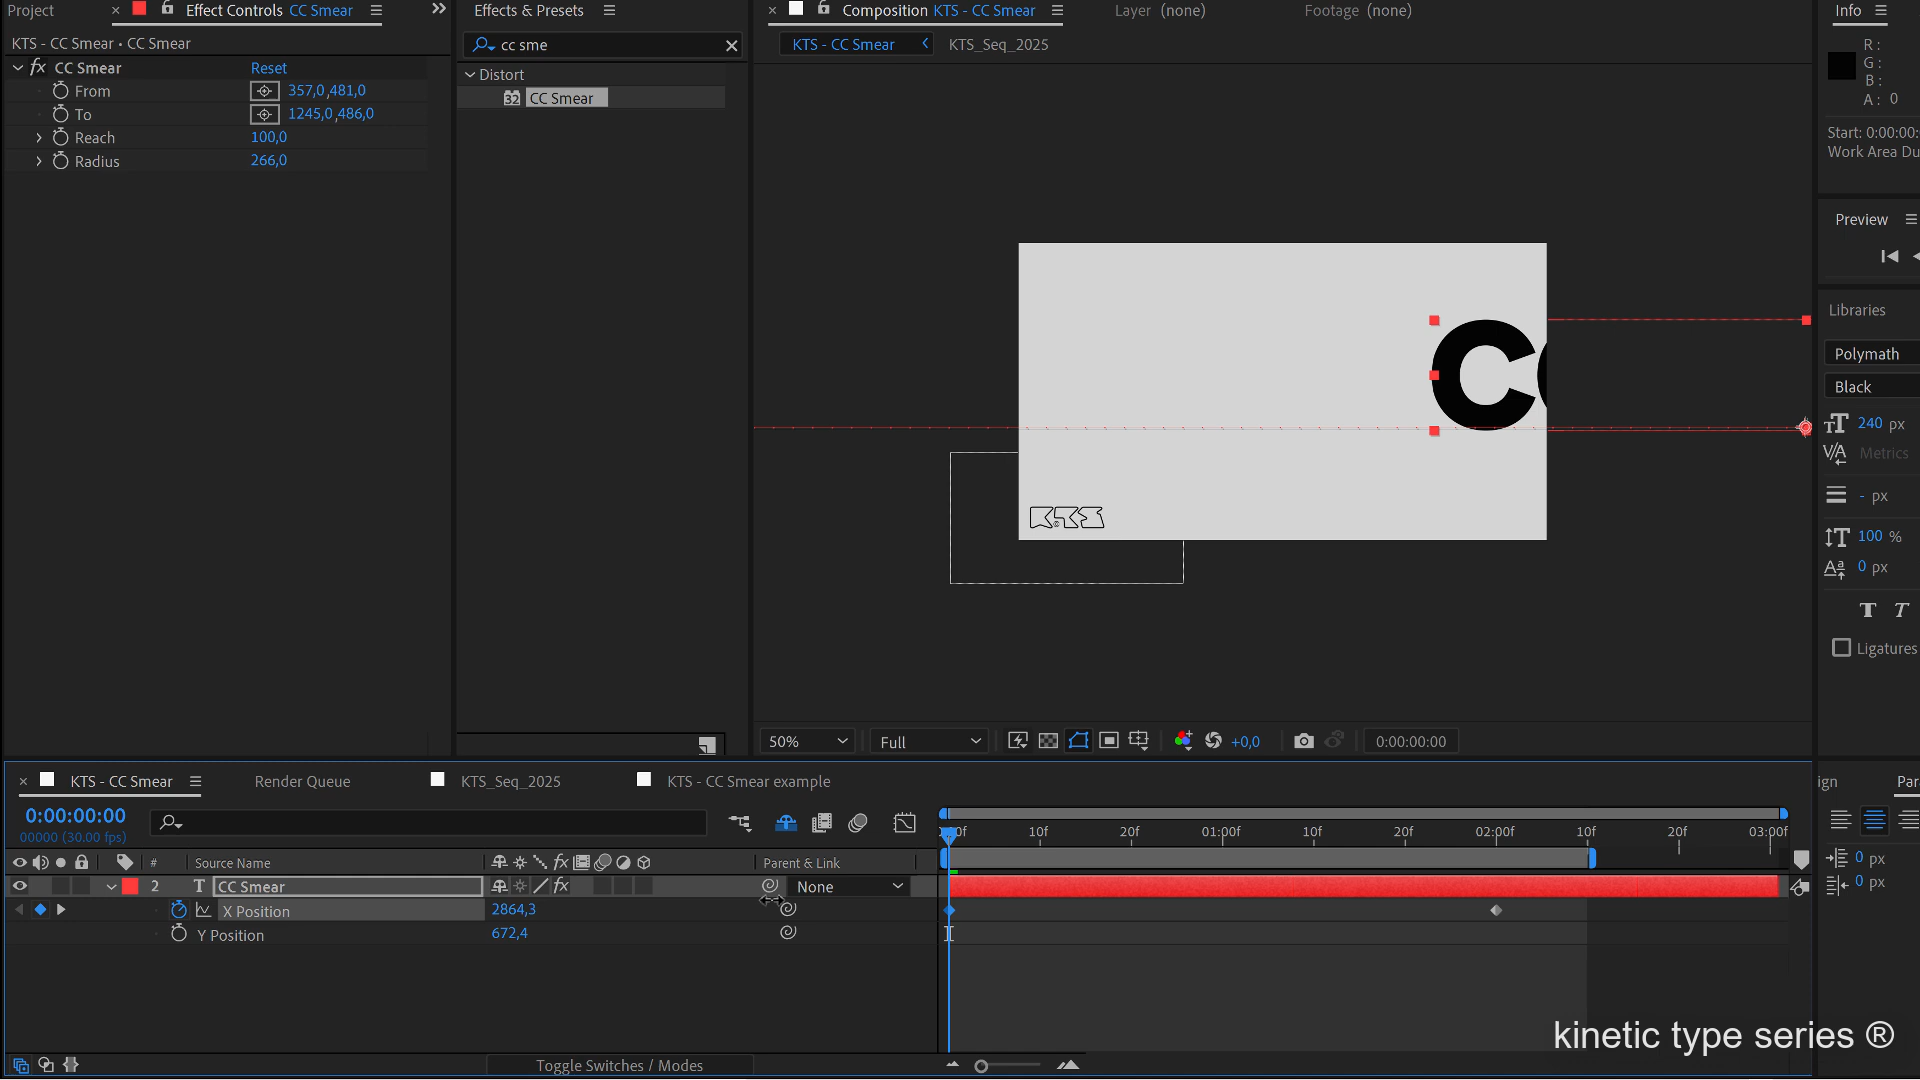 Project
Effect Controls CC Smear
KTS - CC Smear • CC Smear
fx CC Smear Reset
From 357,0,481,0
To 1245,0,486,0
Reach 100,0
Radius 266,0
Effects & Presets
cc sme
Distort
32 CC Smear
Composition KTS - CC Smear
Layer (none)
Footage (none)
KTS - CC Smear
KTS_Seq_2025
C
KTS
50%
Full
+0,0
0:00:00:00
Info
R:
G:
B:
A: 0
Start: 0:00:00:
Work Area Du
Preview
Libraries
Polymath
Black
240 px
Metrics
- px
100 %
0 px
T T
Ligatures
KTS - CC Smear
Render Queue
KTS_Seq_2025
KTS - CC Smear example
0:00:00:00
00000 (30.00 fps)
# Source Name
Parent & Link
2 T CC Smear
None
X Position 2864,3
Y Position 672,4
10f 20f 01:00f 10f 20f 02:00f 10f 20f 03:00f
Toggle Switches / Modes
ign
Par
0 px
0 px
kinetic type series ®